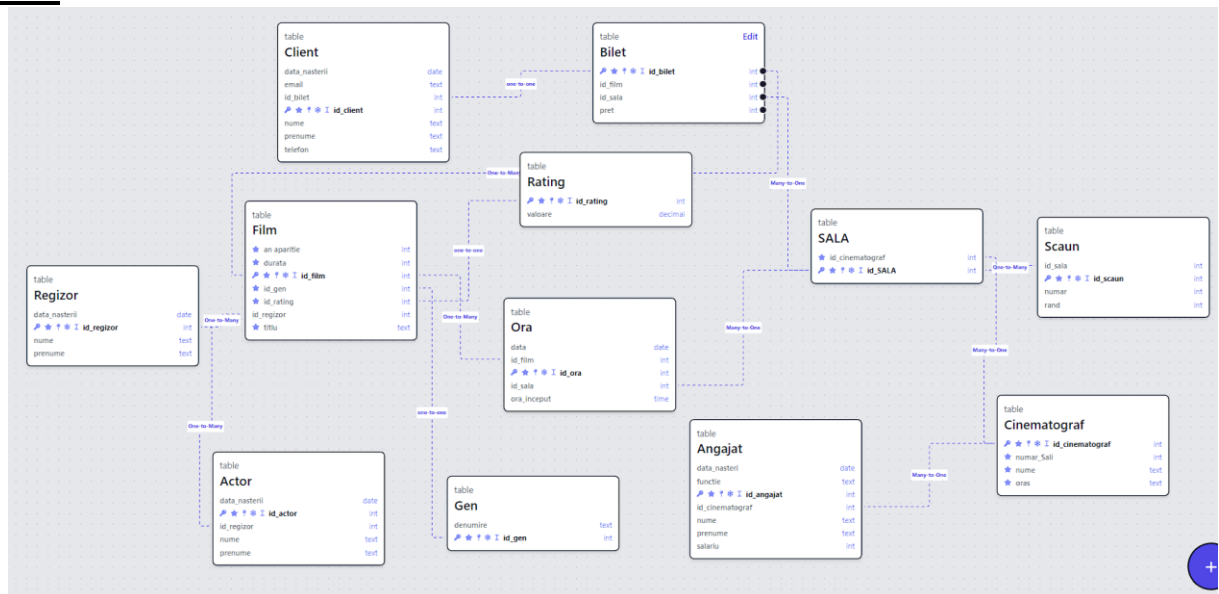 table
Client
data_nasterii date
email text
id_bilet int
id_client int
nume text
prenume text
telefon text
one-to-one
table Edit
Bilet
id_bilet int
id_film int
id_sala int
pret int
One-to-Many
Many-to-One
table
Rating
id_rating int
valoare decimal
table
Film
an aparitie int
durata int
id_film int
id_gen int
id_rating int
id_regizor int
titlu text
one-to-one
table
SALA
id_cinematograf int
id_SALA int
One-to-Many
table
Scaun
id_sala int
id_scaun int
numar int
rand int
table
Regizor
data_nasterii date
id_regizor int
nume text
prenume text
One-to-Many
One-to Many
table
Ora
data date
id_film int
id_ora int
id_sala int
ora_inceput time
Many-to-One
Many-to-One
one-to-one
One-to-Many
table
Cinematograf
id_cinematograf int
numar_Sali int
nume text
oras text
table
Angajat
data_nasteri date
functie text
id_angajat int
id_cinematograf int
nume text
prenume text
salariu int
Many-to-One
table
Actor
data_nasterii date
id_actor int
id_regizor int
nume text
prenume text
table
Gen
denumire text
id_gen int
+